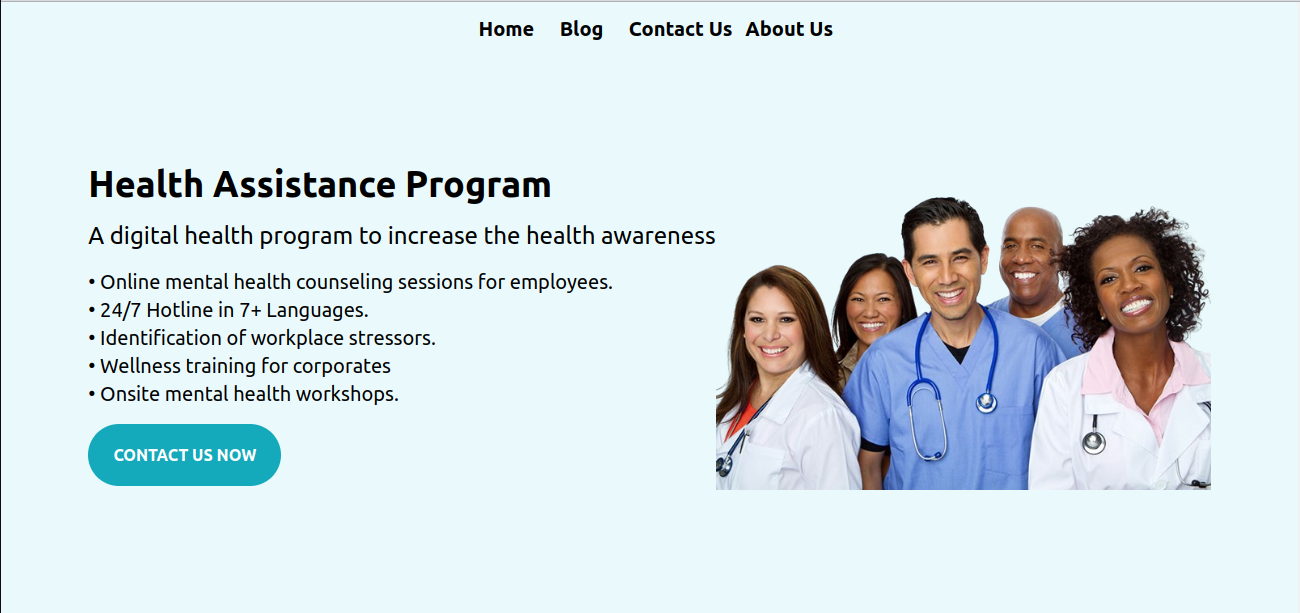 Home Blog Contact Us About Us
Health Assistance Program
A digital health program to increase the health awareness
• Online mental health counseling sessions for employees.
• 24/7 Hotline in 7+ Languages.
• Identification of workplace stressors.
• Wellness training for corporates
• Onsite mental health workshops.
CONTACT US NOW